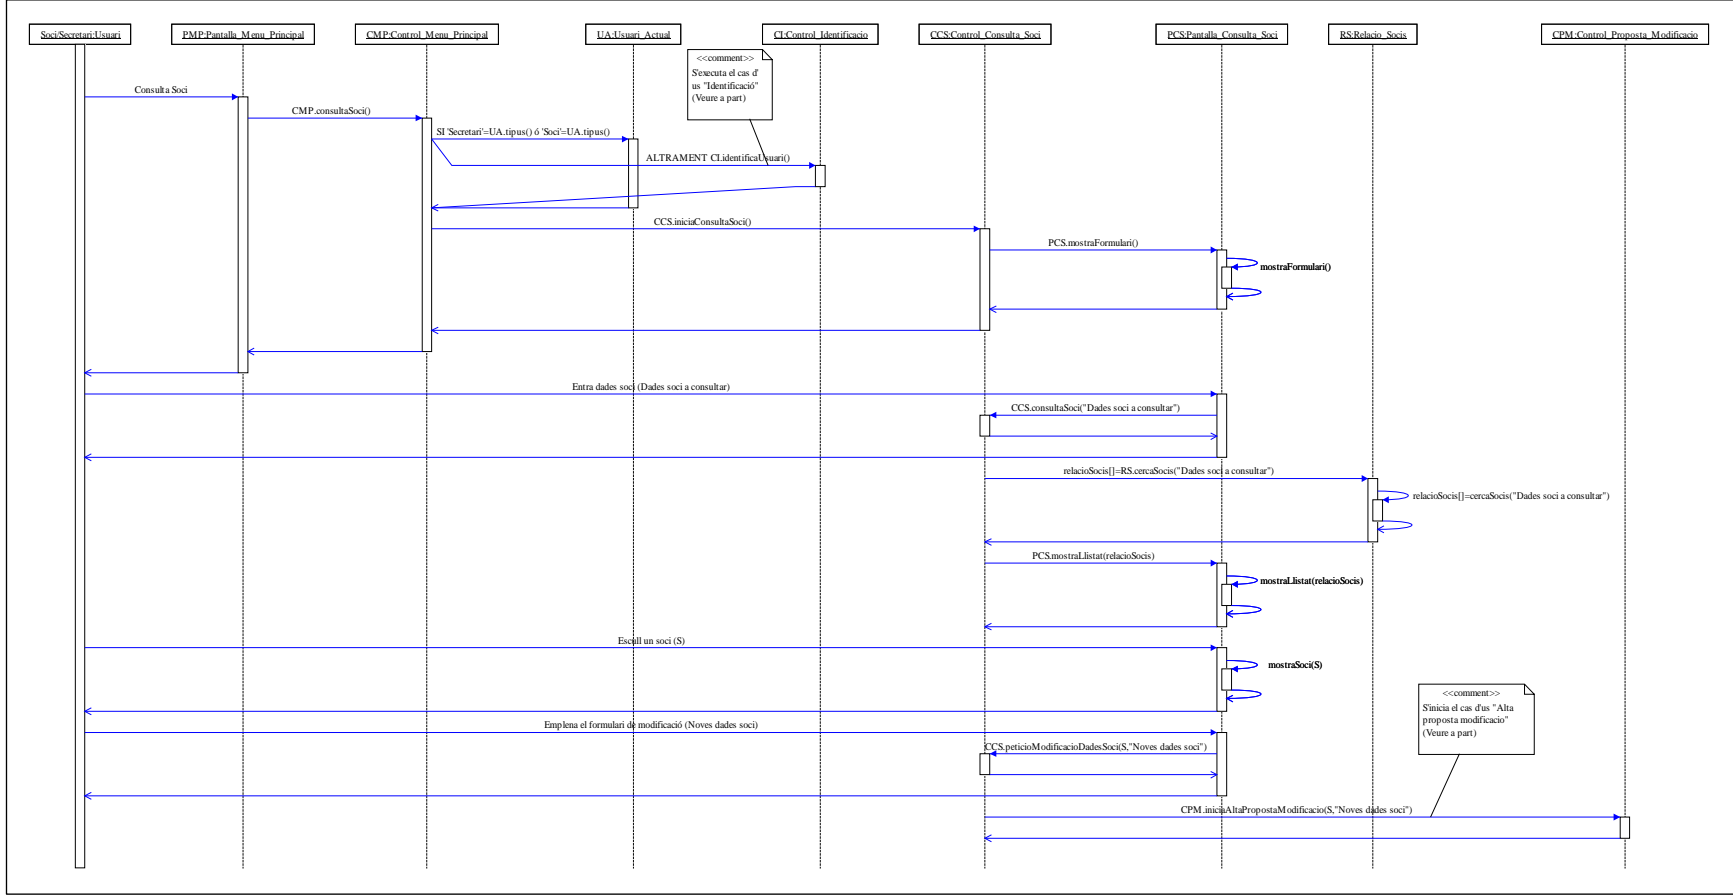 Soci/Secretari:Usuari
PMP:Pantalla_Menu_Principal
CMP:Control_Menu_Principal
UA:Usuari_Actual
CI:Control_Identificacio
CCS:Control_Consulta_Soci
PCS:Pantalla_Consulta_Soci
RS:Relacio_Socis
CPM:Control_Proposta_Modificacio
<<comment>>
S'executa el cas d'
us "Identificació"
(Veure a part)
Consulta Soci
CMP.consultaSoci()
SI 'Secretari'=UA.tipus() ó 'Soci'=UA.tipus()
ALTRAMENT CI.identificaUsuari()
CCS.iniciaConsultaSoci()
PCS.mostraFormulari()
mostraFormulari()
Entra dades soci (Dades soci a consultar)
CCS.consultaSoci("Dades soci a consultar")
relacioSocis[]=RS.cercaSocis("Dades soci a consultar")
relacioSocis[]=cercaSocis("Dades soci a consultar")
PCS.mostraLlistat(relacioSocis)
mostraLlistat(relacioSocis)
Escull un soci (S)
mostraSoci(S)
<<comment>>
S'inicia el cas d'us "Alta
proposta modificacio"
(Veure a part)
Emplena el formulari de modificació (Noves dades soci)
CCS.peticioModificacioDadesSoci(S,"Noves dades soci")
CPM.iniciaAltaPropostaModificacio(S,"Noves dades soci")